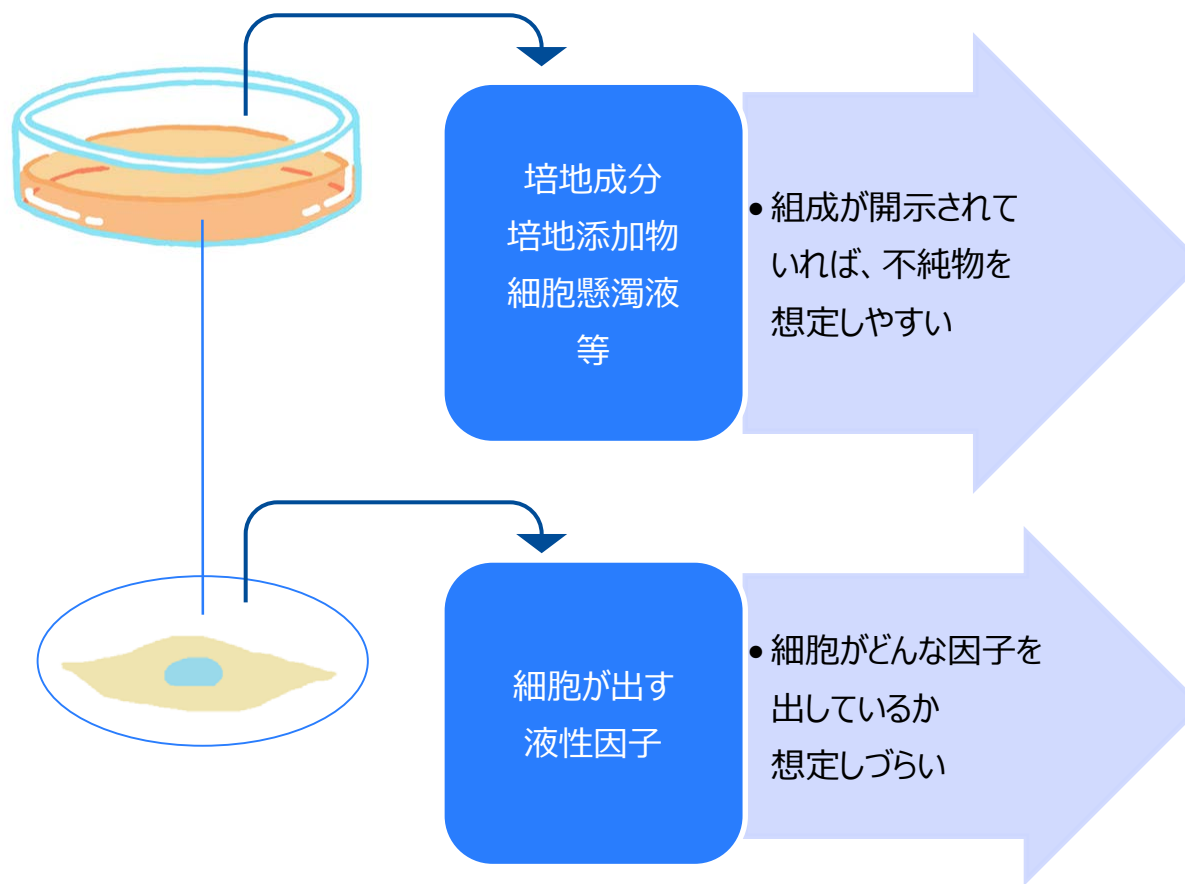 培地成分
培地添加物
細胞懸濁液
等
• 組成が開示されて
いれば、不純物を
想定しやすい
細胞が出す
液性因子
• 細胞がどんな因子を
出しているか
想定しづらい